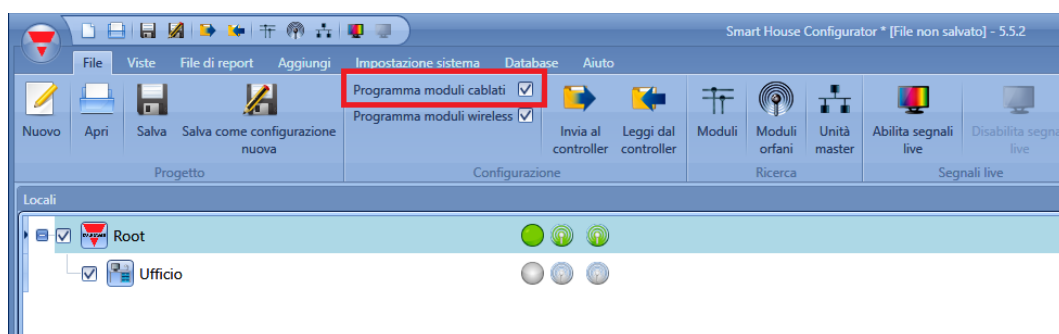 Smart House Configurator * [File non salvato] - 5.5.2
File Viste File di report Aggiungi Impostazione sistema Database Aiuto
Programma moduli cablati
Programma moduli wireless
Nuovo Apri Salva Salva come configurazione nuova
Invia al controller Leggi dal controller
Moduli Moduli orfani Unità master
Abilita segnali live Disabilita segna live
Progetto Configurazione Ricerca Segnali live
Locali
Root
Ufficio